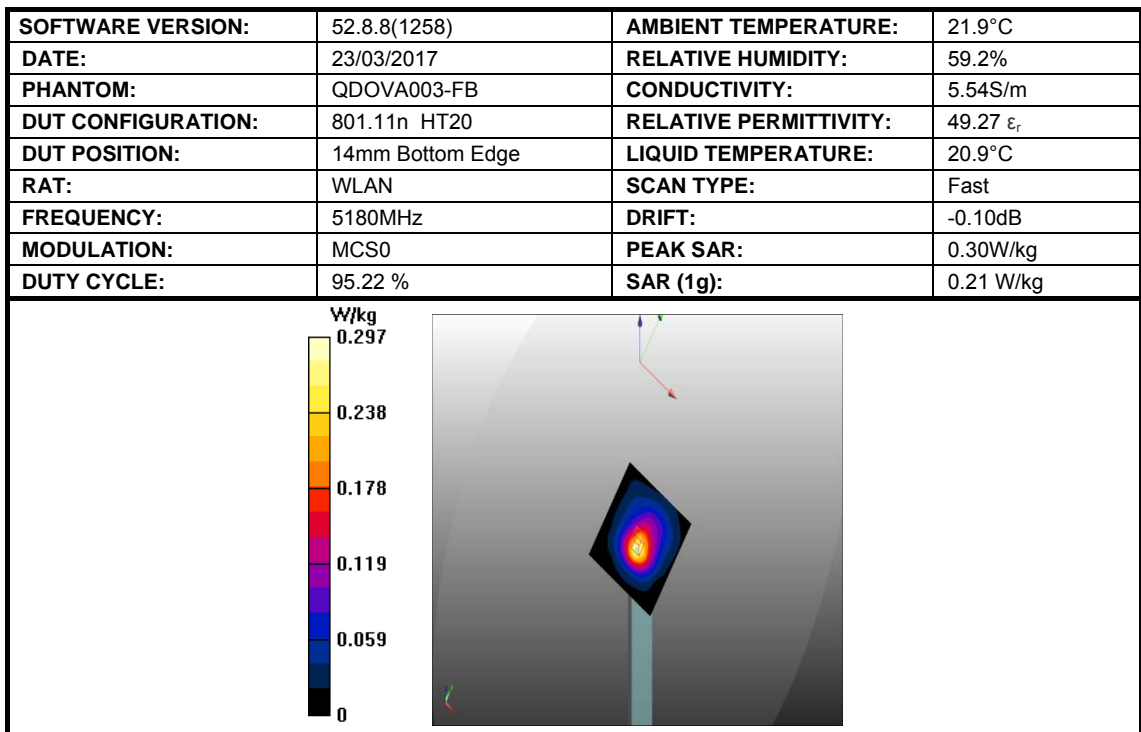 SOFTWARE VERSION: 52.8.8(1258) AMBIENT TEMPERATURE: 21.9°C
DATE: 23/03/2017 RELATIVE HUMIDITY: 59.2%
PHANTOM: QDOVA003-FB CONDUCTIVITY: 5.54S/m
DUT CONFIGURATION: 801.11n HT20 RELATIVE PERMITTIVITY: 49.27 εr
DUT POSITION: 14mm Bottom Edge LIQUID TEMPERATURE: 20.9°C
RAT: WLAN SCAN TYPE: Fast
FREQUENCY: 5180MHz DRIFT: -0.10dB
MODULATION: MCS0 PEAK SAR: 0.30W/kg
DUTY CYCLE: 95.22 % SAR (1g): 0.21 W/kg
W/kg
0.297
0.238
0.178
0.119
0.059
0